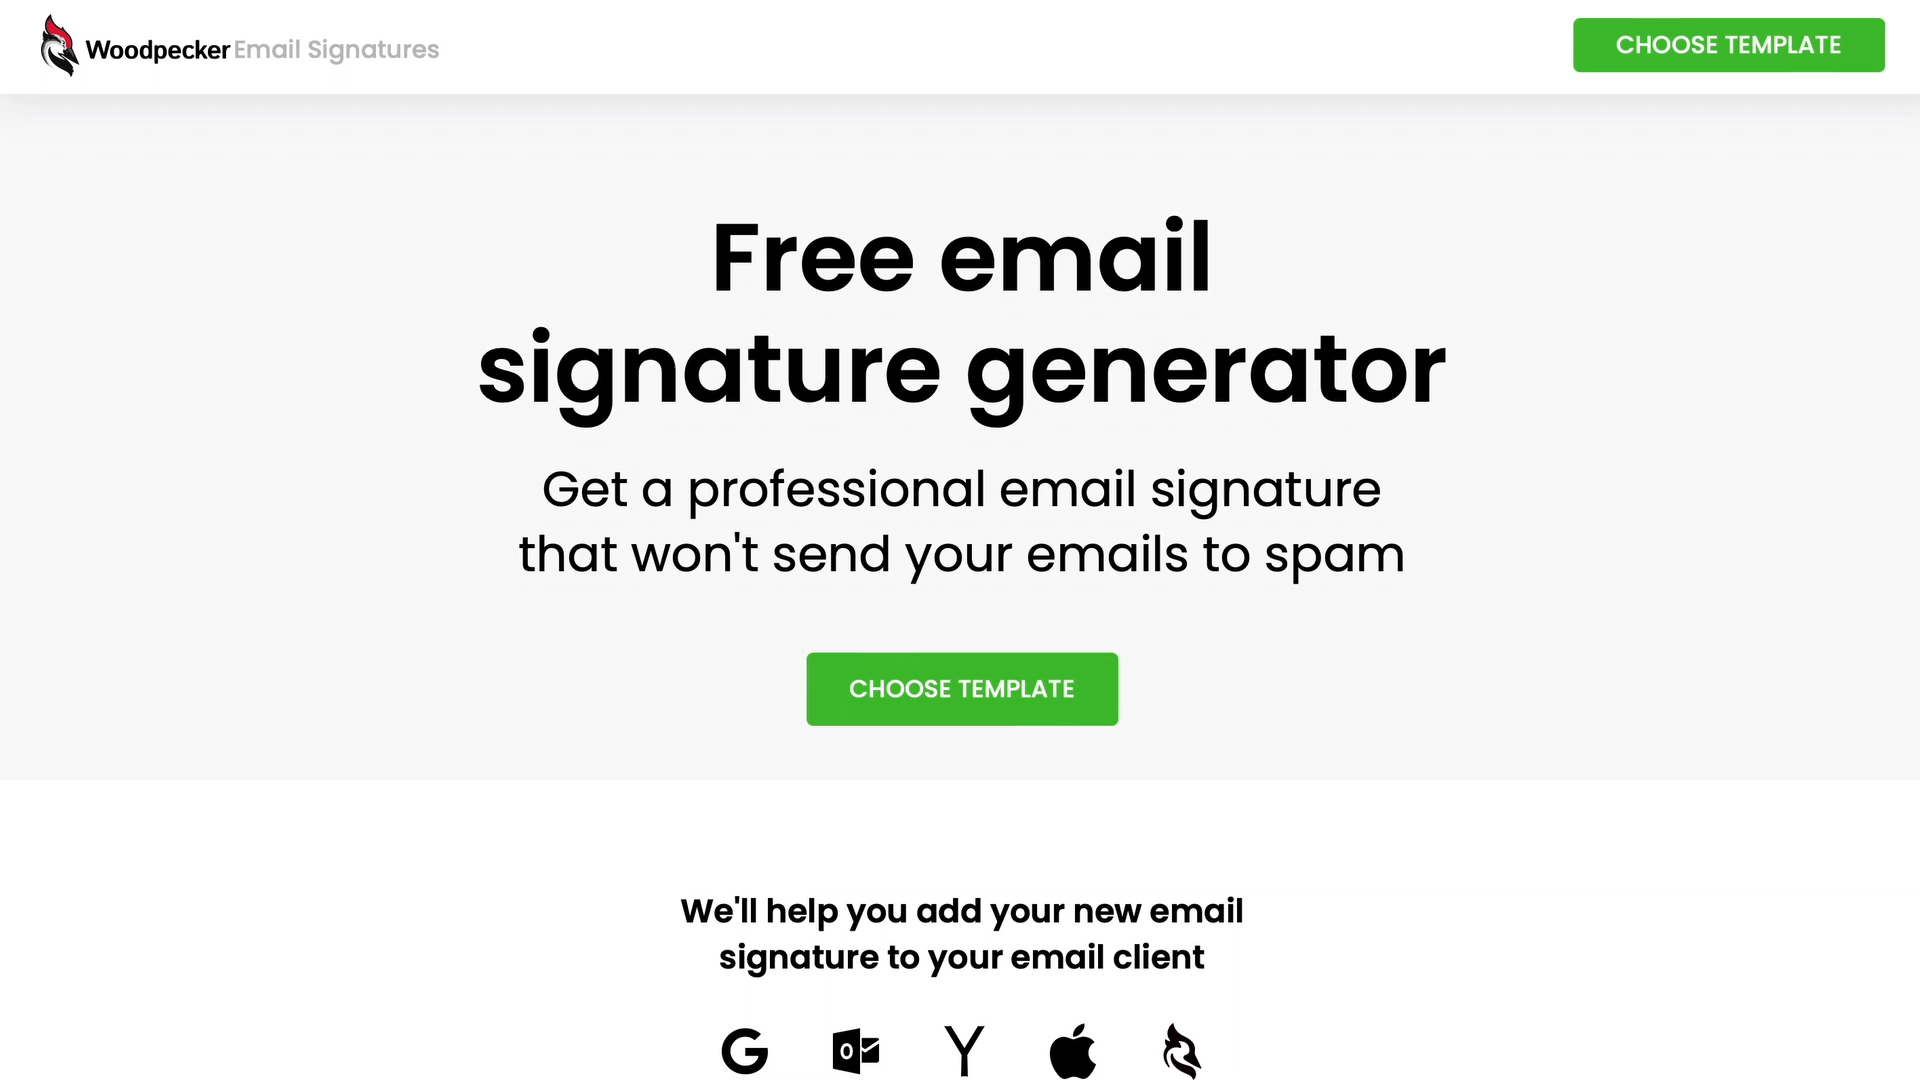 Woodpecker Email Signatures
CHOOSE TEMPLATE
Free email
signature generator
Get a professional email signature
that won't send your emails to spam
CHOOSE TEMPLATE
We'll help you add your new email
signature to your email client